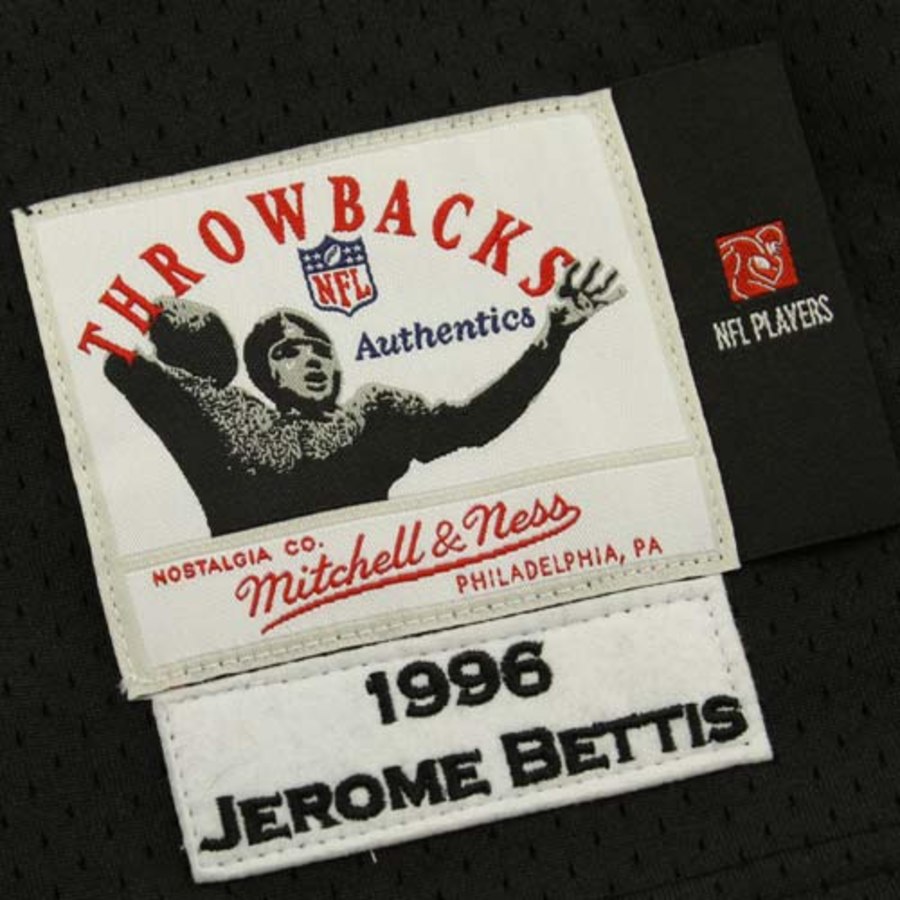 THROWBACKS
NFL
Authentics
NFL PLAYERS
NOSTALGIA CO.
Mitchell & Ness
PHILADELPHIA, PA
1996
JEROME BETTIS